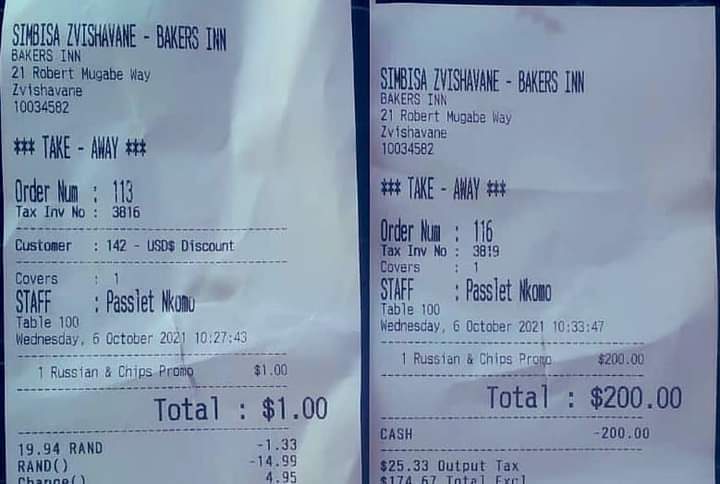 SIMBISA ZVISHAVANE - BAKERS INN
BAKERS INN
21 Robert Mugabe Way
Zvishavane
10034582
*** TAKE - AWAY ***
Order Num : 113
Tax Inv No : 3816
Customer : 142 - USD$ Discount
Covers : 1
STAFF : Passlet Nkomo
Table 100
Wednesday, 6 October 2021 10:27:43
1 Russian & Chips Promo $1.00
Total : $1.00
19.94 RAND -1.33
RAND() -14.99
Change() 4.95
SIMBISA ZVISHAVANE - BAKERS INN
BAKERS INN
21 Robert Mugabe Way
Zvishavane
10034582
*** TAKE - AWAY ***
Order Num : 116
Tax Inv No : 3819
Covers : 1
STAFF : Passlet Nkomo
Table 100
Wednesday, 6 October 2021 10:33:47
1 Russian & Chips Promo $200.00
Total : $200.00
CASH -200.00
$25.33 Output Tax
$174.67 Total Excl